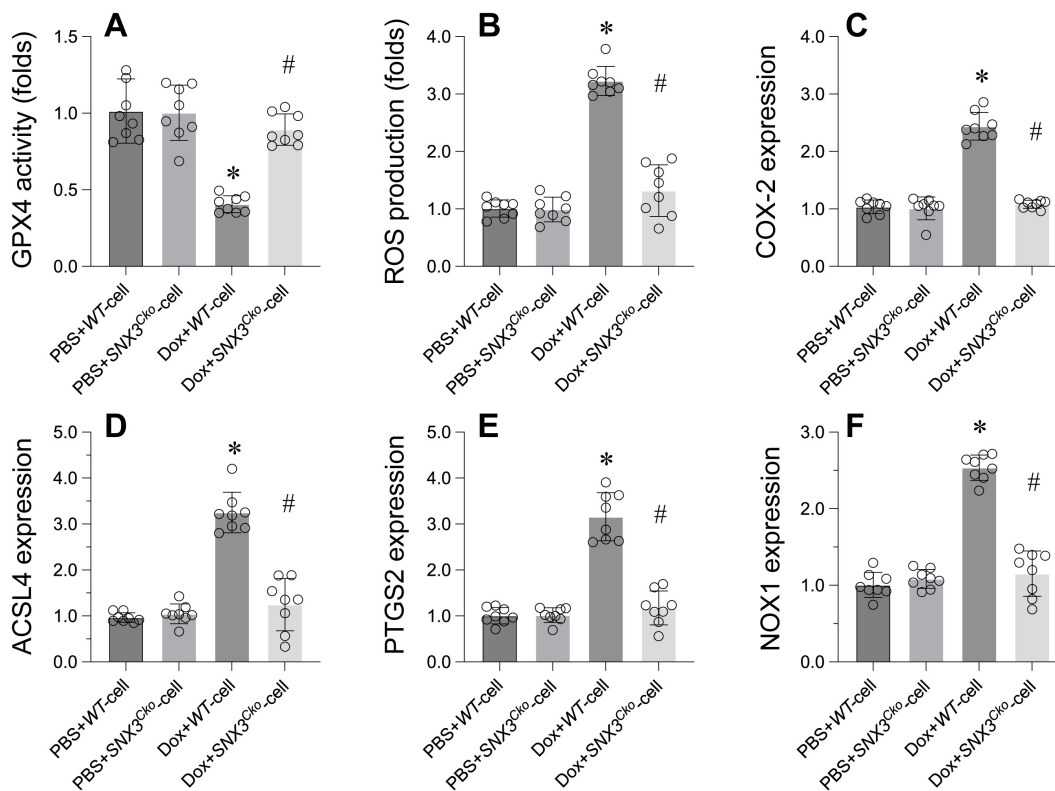 A
GPX4 activity (folds)
1.5
1.0
0.5
0.0
*
#
PBS+WT-cell
PBS+SNX3Cko-cell
Dox+WT-cell
Dox+SNX3Cko-cell
B
ROS production (folds)
4.0
3.0
2.0
1.0
0.0
*
#
PBS+WT-cell
PBS+SNX3Cko-cell
Dox+WT-cell
Dox+SNX3Cko-cell
C
COX-2 expression
4.0
3.0
2.0
1.0
0.0
*
#
PBS+WT-cell
PBS+SNX3Cko-cell
Dox+WT-cell
Dox+SNX3Cko-cell
D
ACSL4 expression
5.0
4.0
3.0
2.0
1.0
0.0
*
#
PBS+WT-cell
PBS+SNX3Cko-cell
Dox+WT-cell
Dox+SNX3Cko-cell
E
PTGS2 expression
5.0
4.0
3.0
2.0
1.0
0.0
*
#
PBS+WT-cell
PBS+SNX3Cko-cell
Dox+WT-cell
Dox+SNX3Cko-cell
F
NOX1 expression
3.0
2.0
1.0
0.0
*
#
PBS+WT-cell
PBS+SNX3Cko-cell
Dox+WT-cell
Dox+SNX3Cko-cell